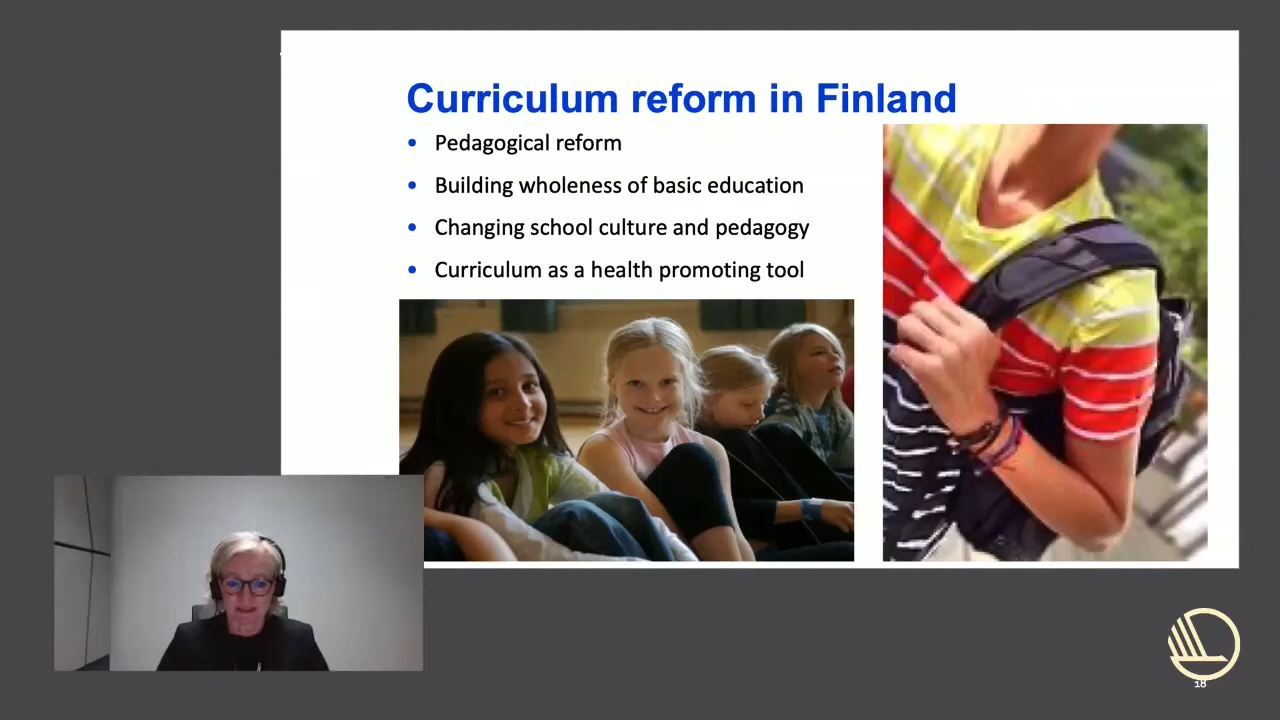 Curriculum reform in Finland
• Pedagogical reform
• Building wholeness of basic education
• Changing school culture and pedagogy
• Curriculum as a health promoting tool
18